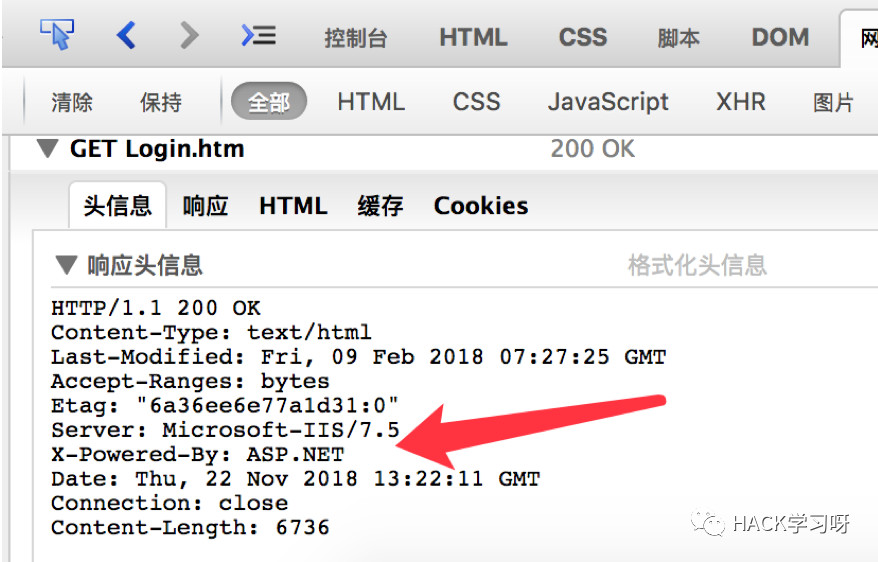 控制台 HTML CSS 脚本 DOM 网
清除 保持 全部 HTML CSS JavaScript XHR 图片
GET Login.htm 200 OK
头信息 响应 HTML 缓存 Cookies
响应头信息 格式化头信息
HTTP/1.1 200 OK
Content-Type: text/html
Last-Modified: Fri, 09 Feb 2018 07:27:25 GMT
Accept-Ranges: bytes
Etag: "6a36ee6e77a1d31:0"
Server: Microsoft-IIS/7.5
X-Powered-By: ASP.NET
Date: Thu, 22 Nov 2018 13:22:11 GMT
Connection: close
Content-Length: 6736
HACK学习呀